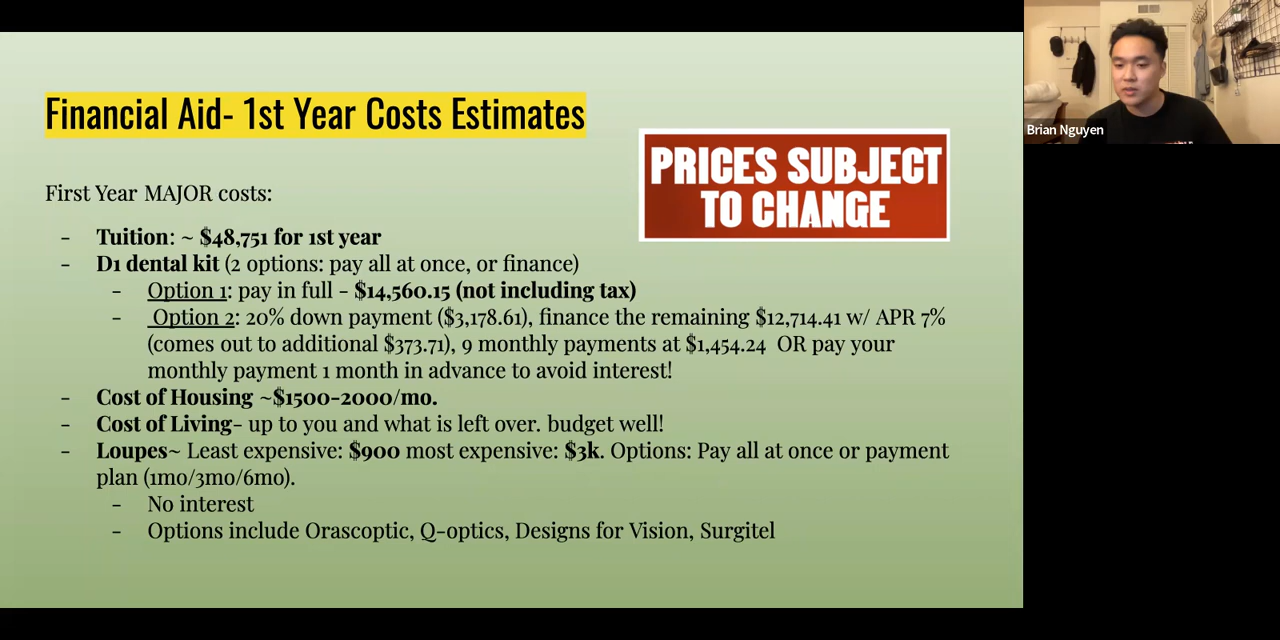 Financial Aid- 1st Year Costs Estimates
PRICES SUBJECT
TO CHANGE
First Year MAJOR costs:
- Tuition: ~ $48,751 for 1st year
- D1 dental kit (2 options: pay all at once, or finance)
- Option 1: pay in full - $14,560.15 (not including tax)
- Option 2: 20% down payment ($3,178.61), finance the remaining $12,714.41 w/ APR 7%
(comes out to additional $373.71), 9 monthly payments at $1,454.24 OR pay your
monthly payment 1 month in advance to avoid interest!
- Cost of Housing ~$1500-2000/mo.
- Cost of Living- up to you and what is left over. budget well!
- Loupes~ Least expensive: $900 most expensive: $3k. Options: Pay all at once or payment
plan (1mo/3mo/6mo).
- No interest
- Options include Orascoptic, Q-optics, Designs for Vision, Surgitel
Brian Nguyen